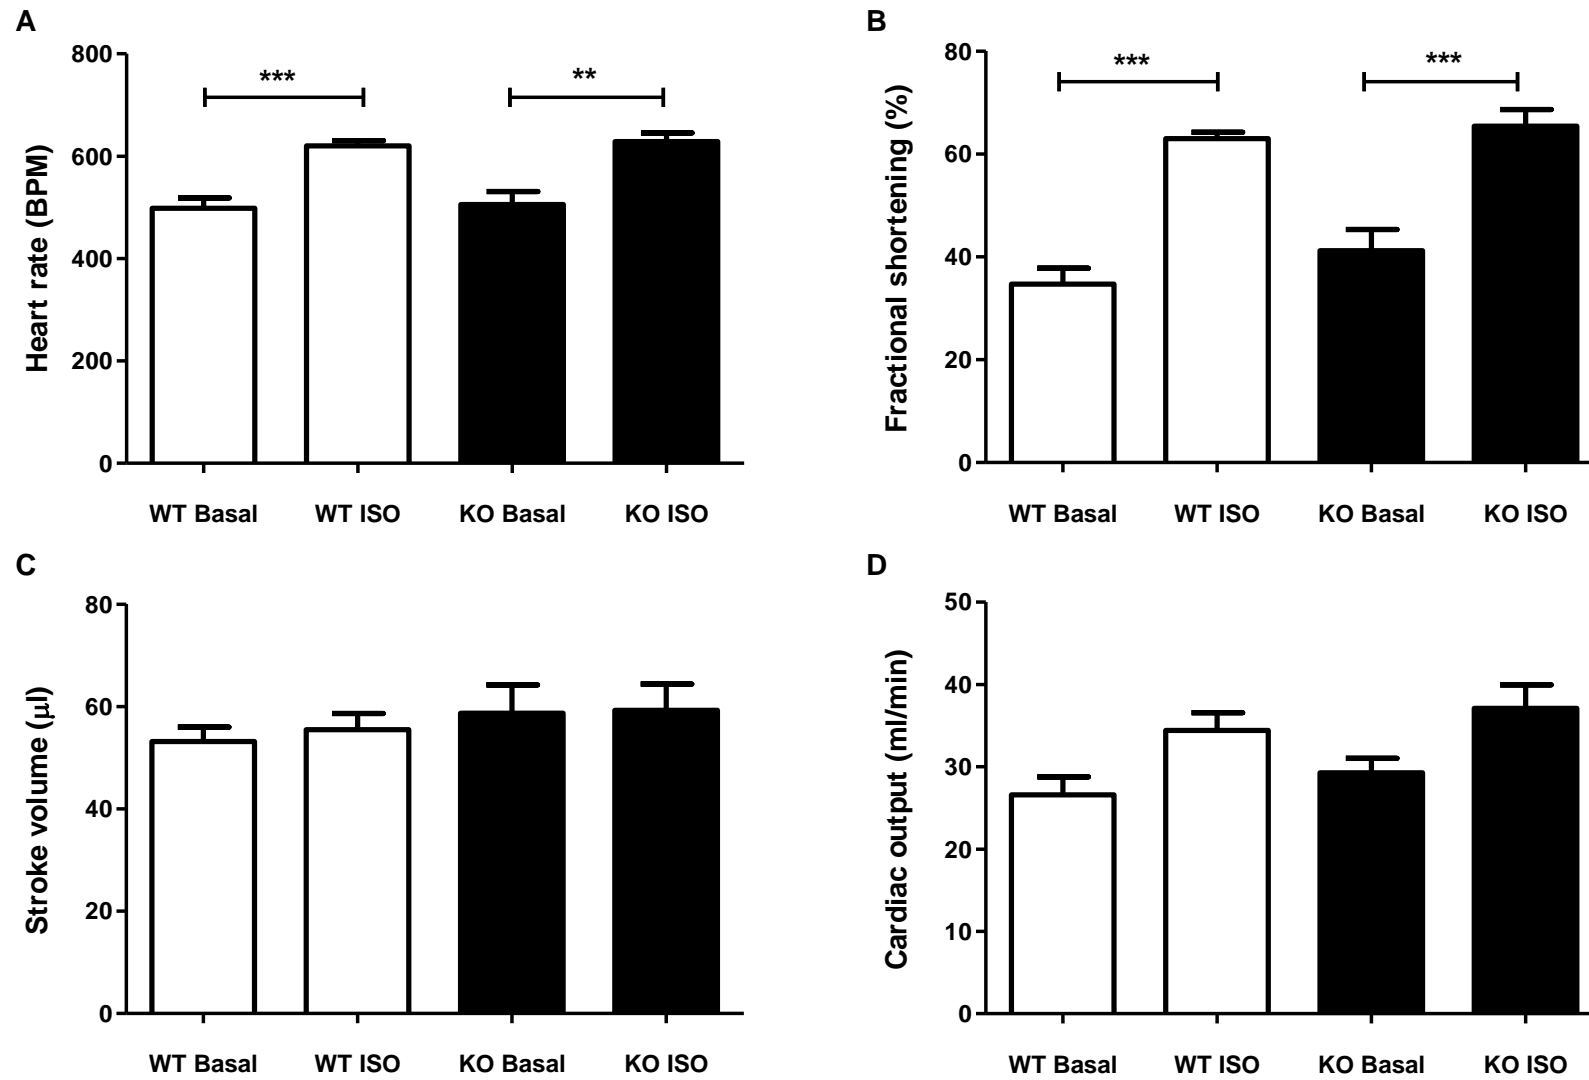 A
Heart rate (BPM)
800
600
400
200
0
***
**
WT Basal
WT ISO
KO Basal
KO ISO
B
Fractional shortening (%)
80
60
40
20
0
***
***
WT Basal
WT ISO
KO Basal
KO ISO
C
Stroke volume (μl)
80
60
40
20
0
WT Basal
WT ISO
KO Basal
KO ISO
D
Cardiac output (ml/min)
50
40
30
20
10
0
WT Basal
WT ISO
KO Basal
KO ISO